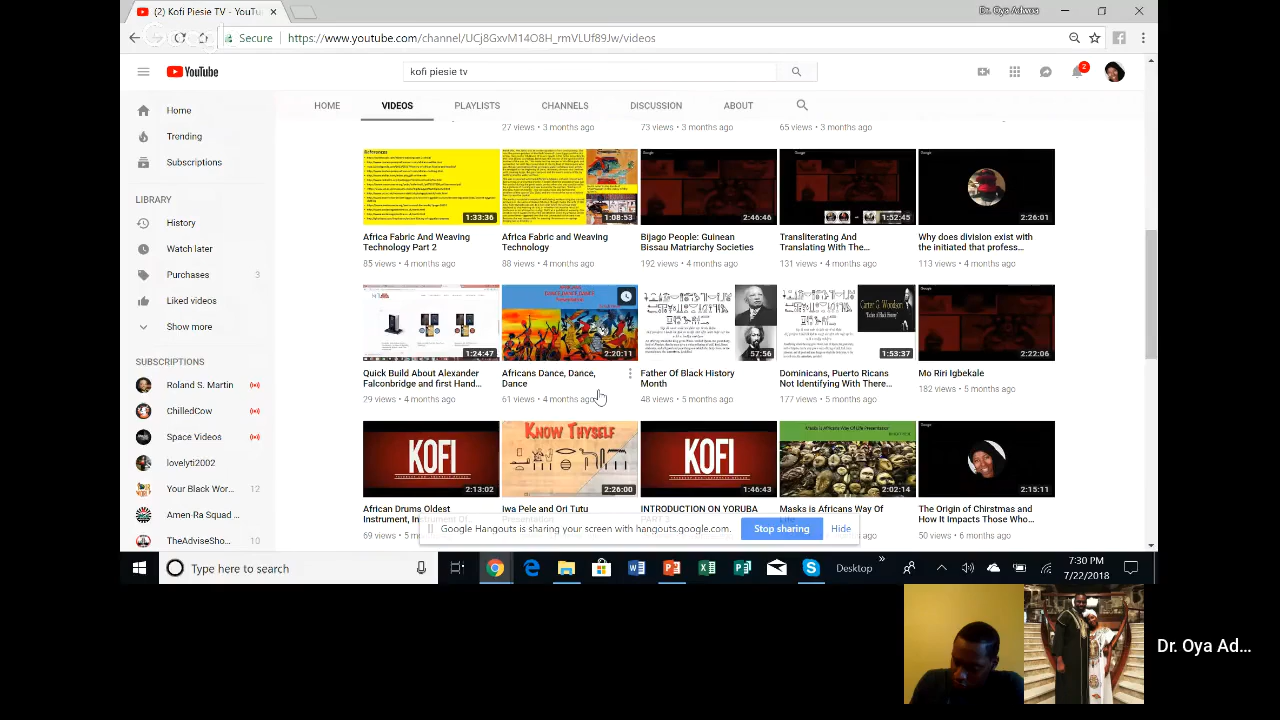 (2) Kofi Piesie TV - YouTu
Dr. Oya Adwoa
Secure
https://www.youtube.com/channel/UCj8GxvM14O8H_rmVLUf89Jw/videos
YouTube
kofi piesie tv
2
HOME
VIDEOS
PLAYLISTS
CHANNELS
DISCUSSION
ABOUT
Home
Trending
Subscriptions
LIBRARY
History
Watch later
Purchases 3
Liked videos
Show more
SUBSCRIPTIONS
Roland S. Martin
ChilledCow
Space Videos
lovelyti2002
Your Black Wor... 12
Amen-Ra Squad ...
TheAdviseSho... 10
27 views • 3 months ago
73 views • 3 months ago
65 views • 3 months ago
References
1:33:36
Africa Fabric And Weaving
Technology Part 2
85 views • 4 months ago
1:08:53
Africa Fabric and Weaving
Technology
88 views • 4 months ago
2:46:46
Bijago People: Guinean
Bissau Matriarchy Societies
192 views • 4 months ago
1:52:45
Transliterating And
Translating With The...
131 views • 4 months ago
2:26:01
Why does division exist with
the initiated that profess...
113 views • 4 months ago
1:24:47
Quick Build About Alexander
Falconbridge and first Hand...
29 views • 4 months ago
2:20:11
Africans Dance, Dance,
Dance
61 views • 4 months ago
57:56
Father Of Black History
Month
48 views • 5 months ago
Carter G. Woodson
1:53:37
Dominicans, Puerto Ricans
Not Identifying With There...
177 views • 5 months ago
2:22:06
Mo Riri Igbekale
182 views • 5 months ago
KOFI
2:13:02
African Drums Oldest
Instrument, Instrument Of...
KNOW THYSELF
2:26:00
Iwa Pele and Ori Tutu
KOFI
1:46:43
INTRODUCTION ON YORUBA
2:02:14
Masks is Africans Way Of
2:15:11
The Origin of Chirstmas and
How It Impacts Those Who...
50 views • 6 months ago
Google Hangouts is sharing your screen with hangouts.google.com.
Stop sharing
Hide
Type here to search
Desktop
7:30 PM
7/22/2018
Dr. Oya Ad...